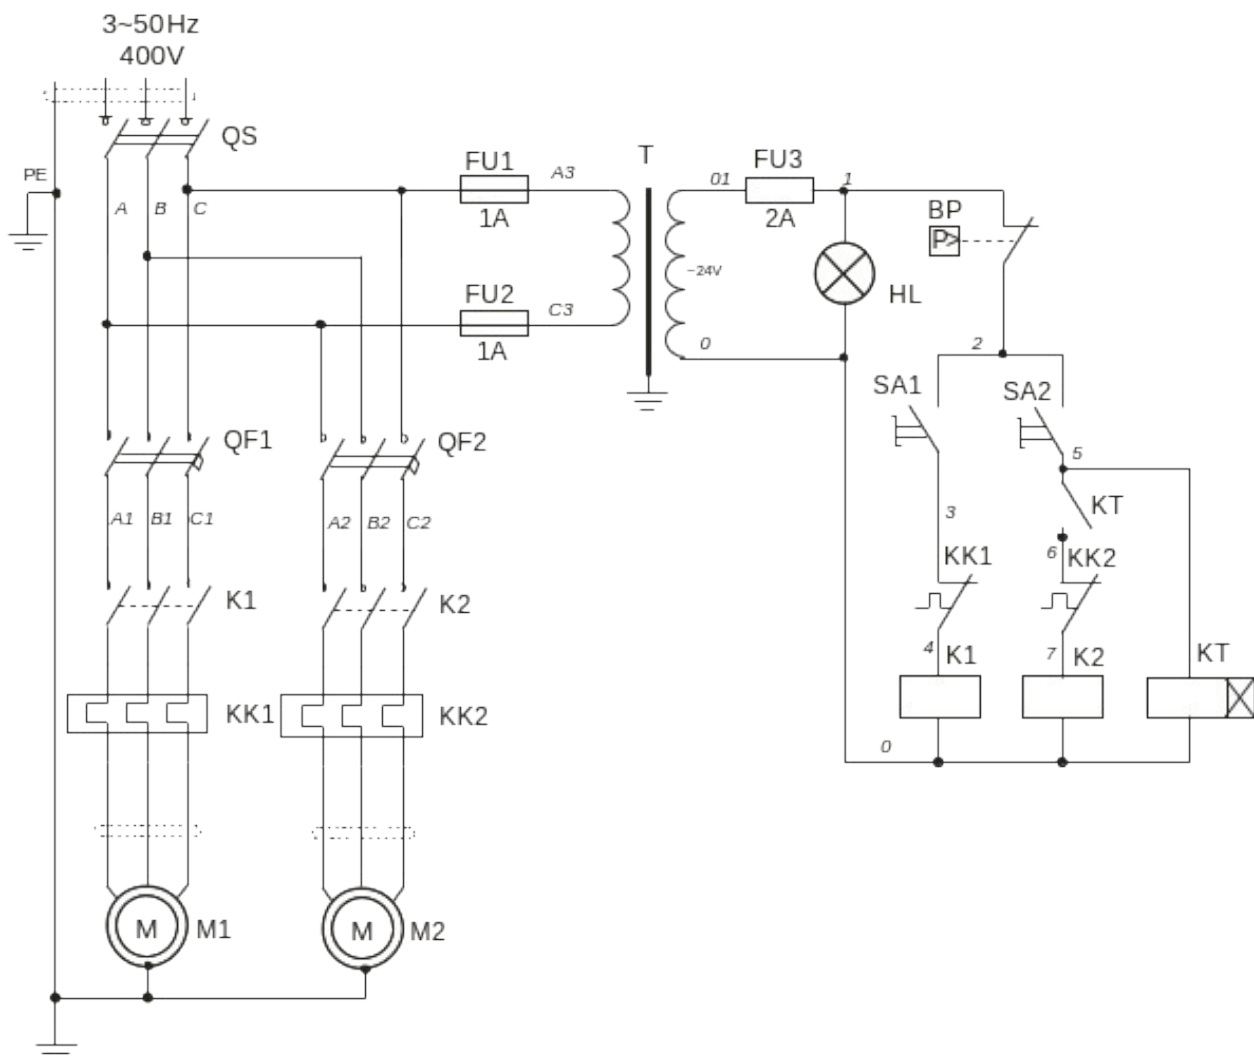 3~50Hz
400V
QS
PE
A
B
C
FU1
1A
A3
T
01
FU3
2A
1
BP
P>
HL
~24V
FU2
1A
C3
0
2
SA1
SA2
QF1
QF2
5
A1
B1
C1
A2
B2
C2
3
KT
6
KK1
KK2
K1
K2
4
K1
7
K2
KT
KK1
KK2
0
M
M1
M
M2